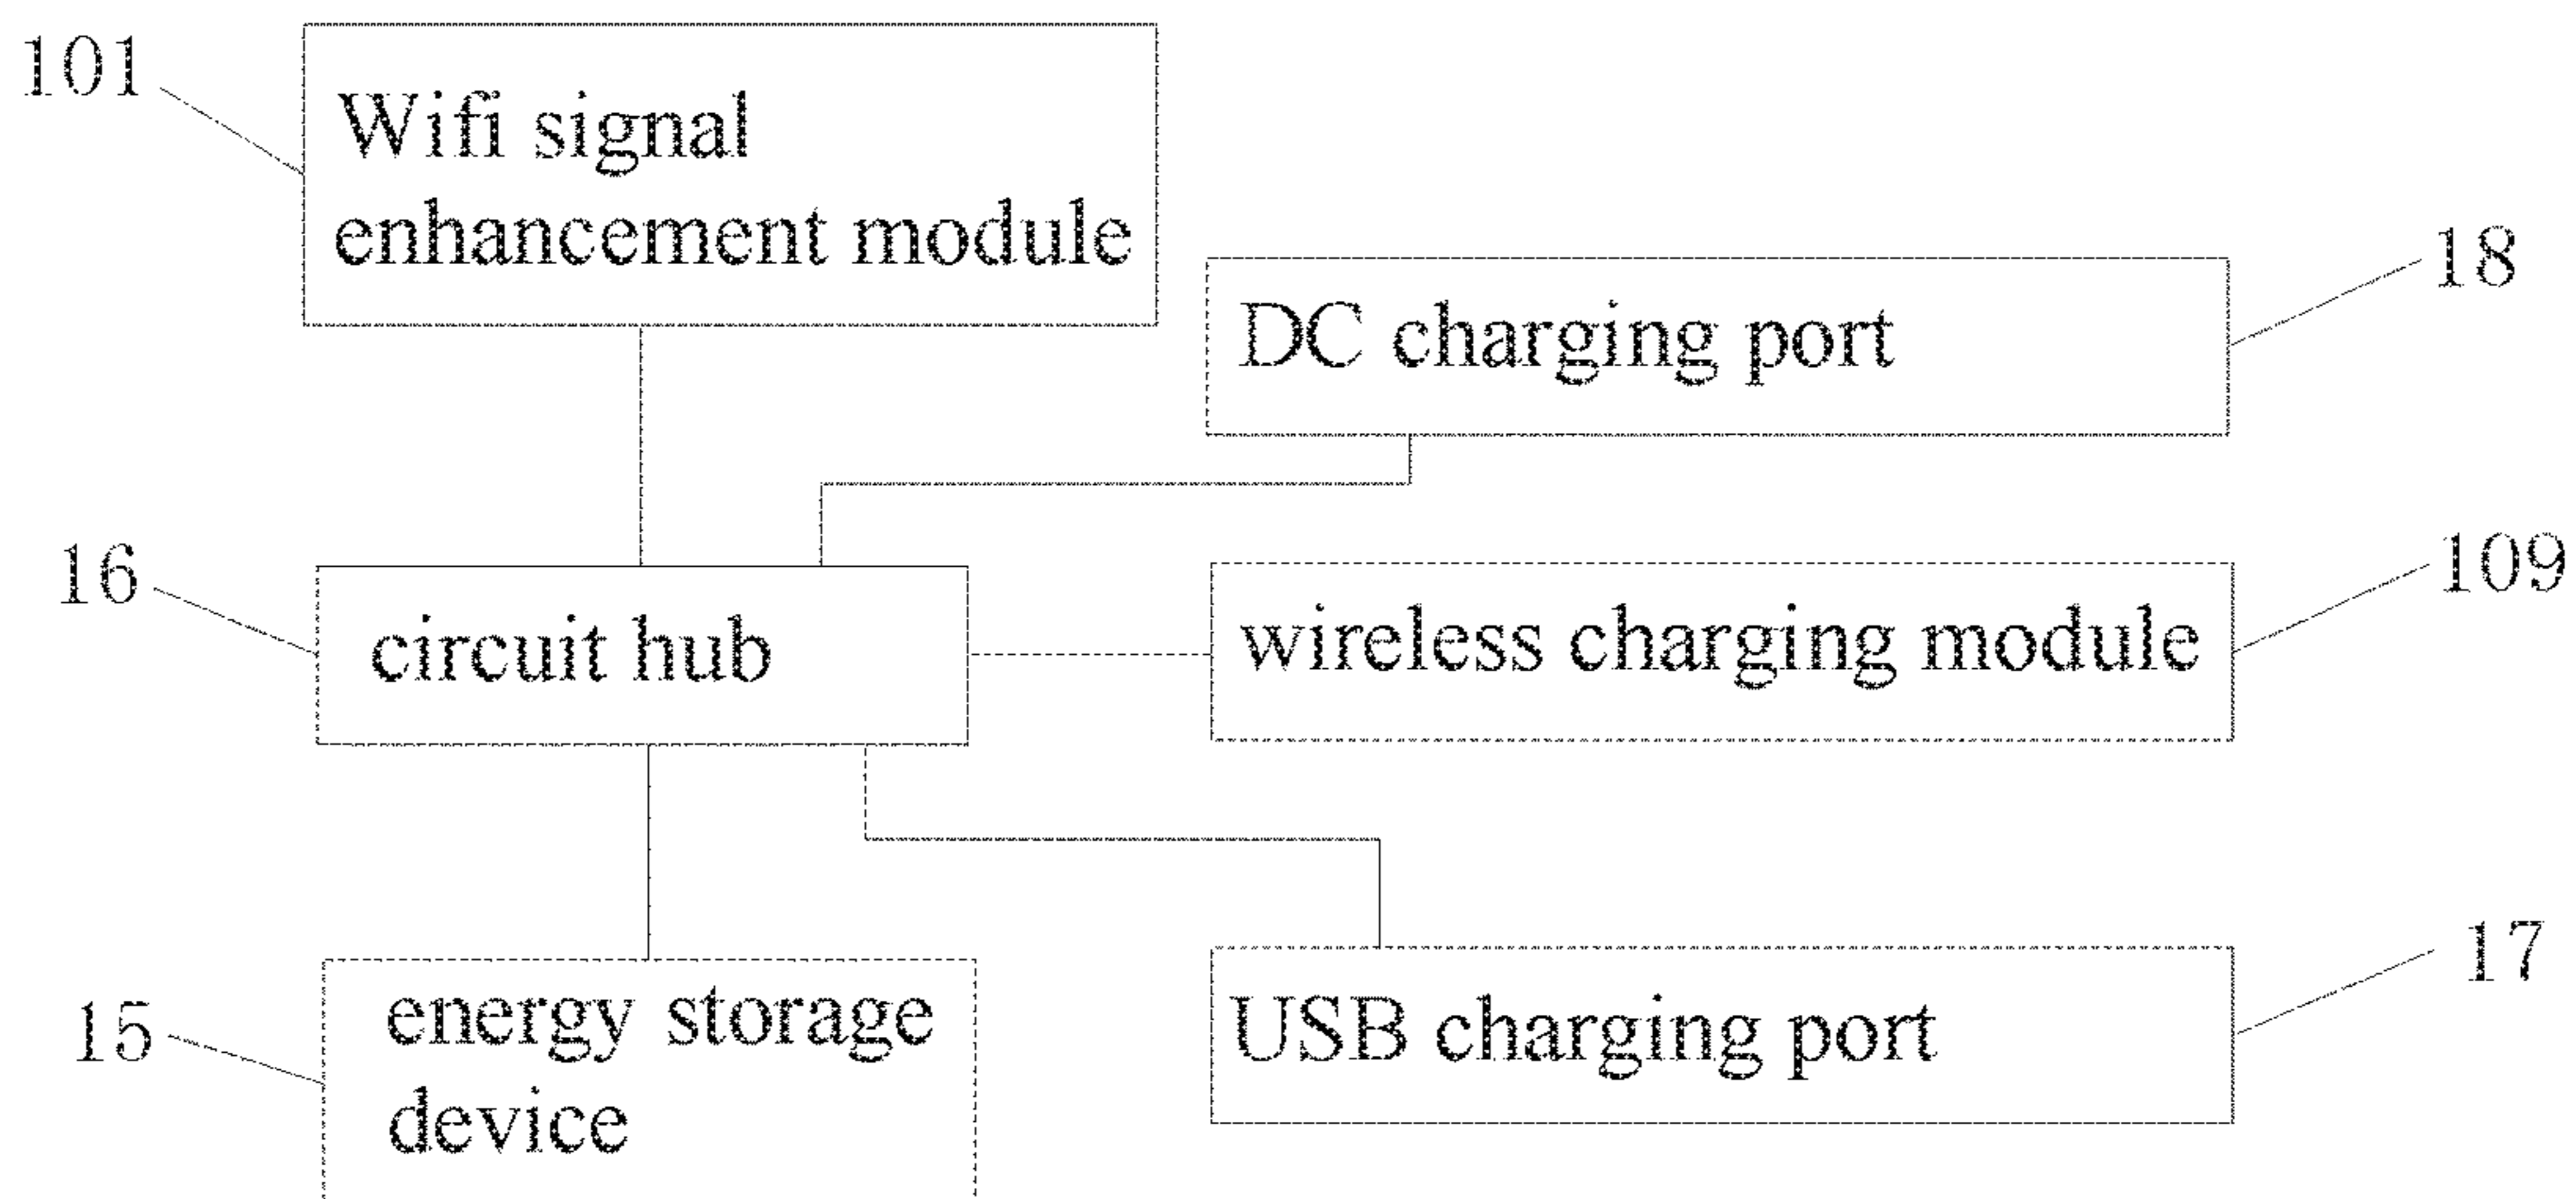 101
Wifi signal
enhancement module
DC charging port
18
16
circuit hub
wireless charging module
109
15
energy storage
device
USB charging port
17